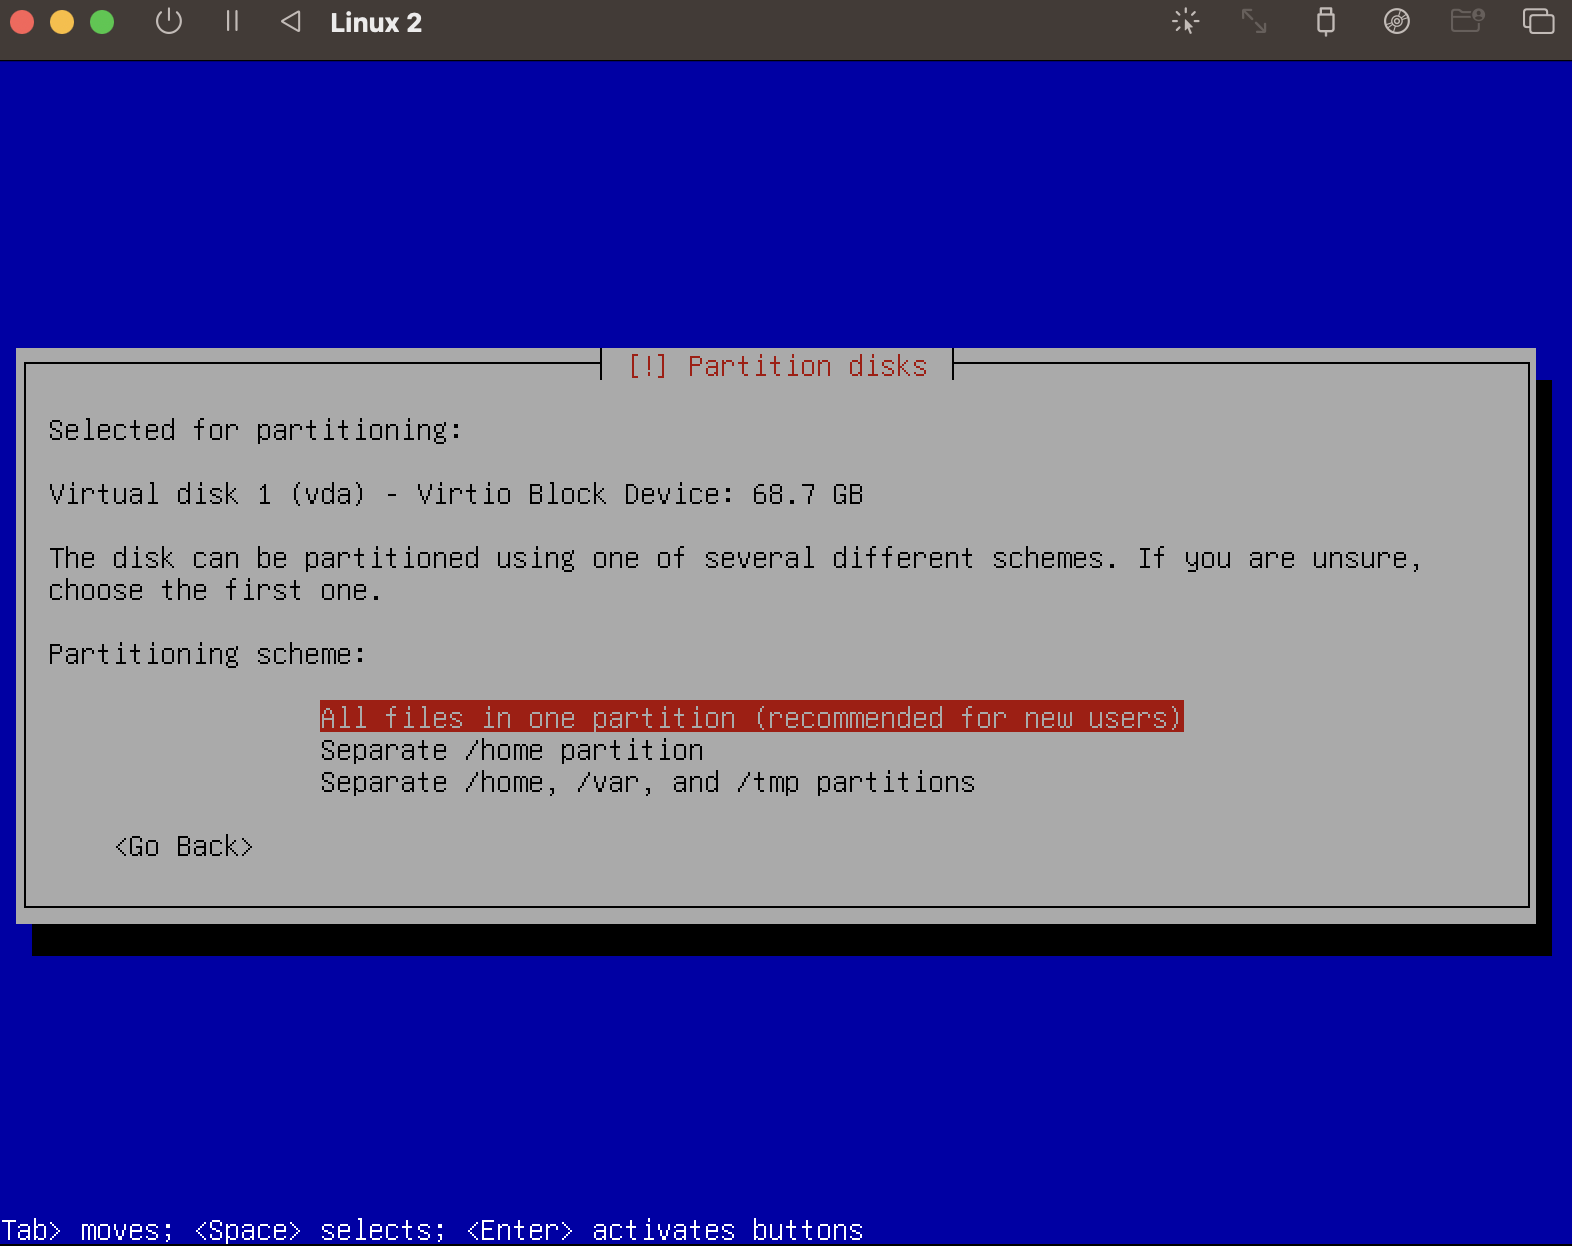 Linux 2
[!] Partition disks
Selected for partitioning:
Virtual disk 1 (vda) - Virtio Block Device: 68.7 GB
The disk can be partitioned using one of several different schemes. If you are unsure,
choose the first one.
Partitioning scheme:
All files in one partition (recommended for new users)
Separate /home partition
Separate /home, /var, and /tmp partitions
<Go Back>
Tab> moves; <Space> selects; <Enter> activates buttons